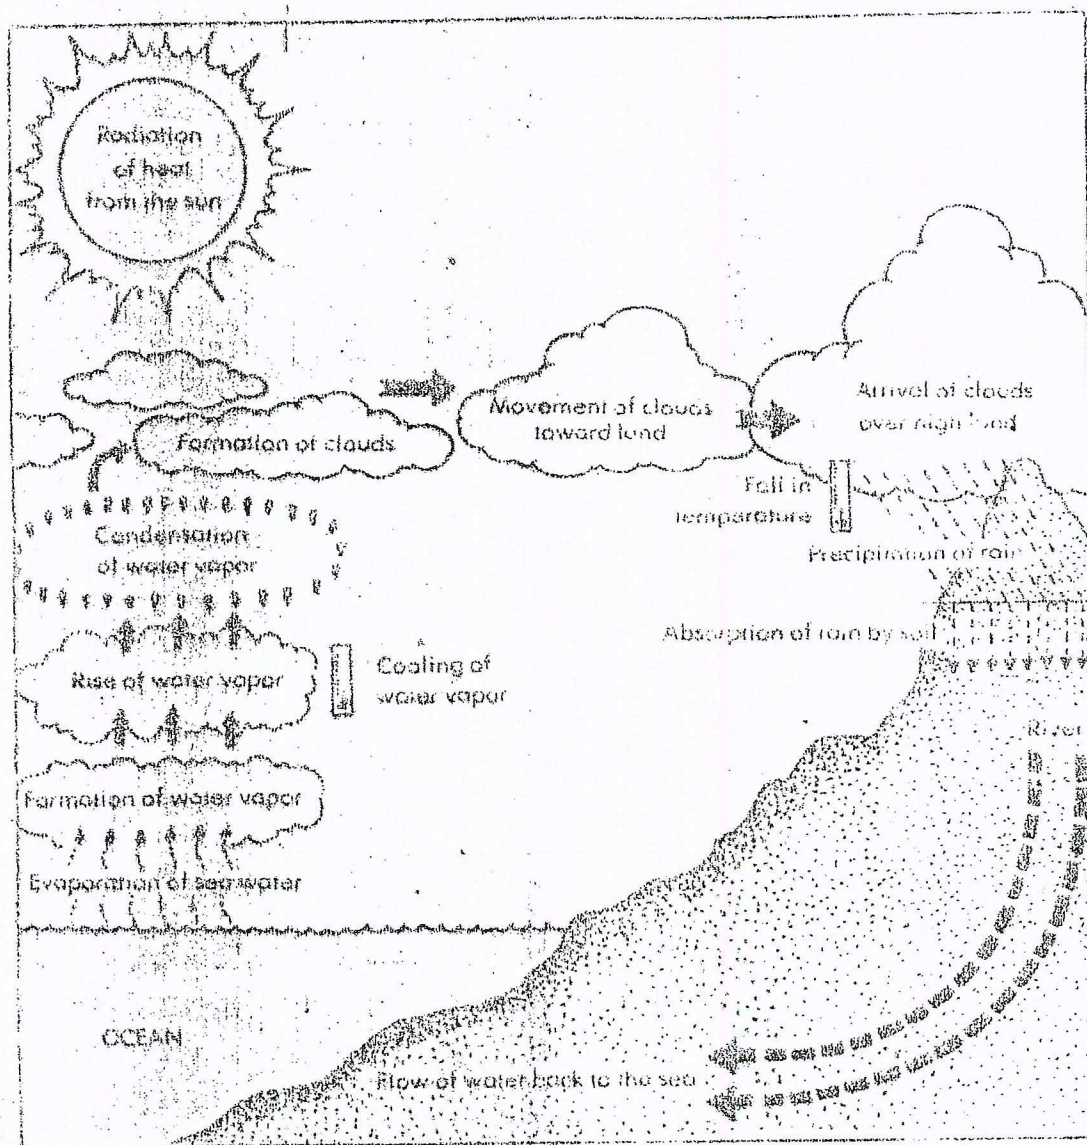 Radiation
of heat
from the sun
Formation of clouds
Movement of clouds
toward land
Arrival of clouds
over high land
Fall in
temperature
Precipitation of rain
Condensation
of water vapor
Absorption of rain by soil
Rise of water vapor
Cooling of
water vapor
River
Formation of water vapor
Evaporation of sea water
OCEAN
Flow of water back to the sea